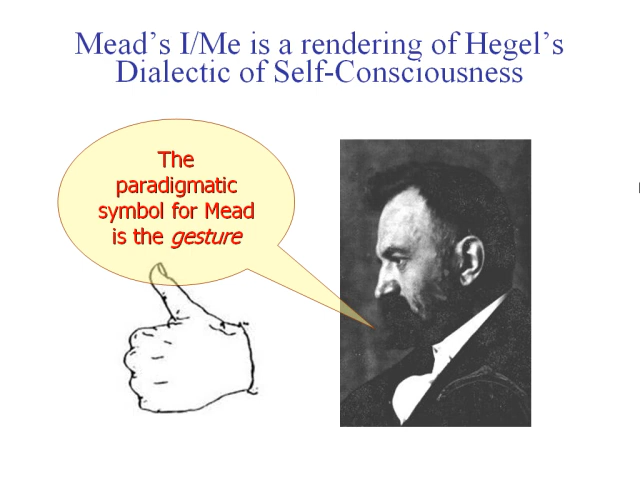 Mead's I/Me is a rendering of Hegel's
Dialectic of Self-Consciousness
The
paradigmatic
symbol for Mead
is the gesture